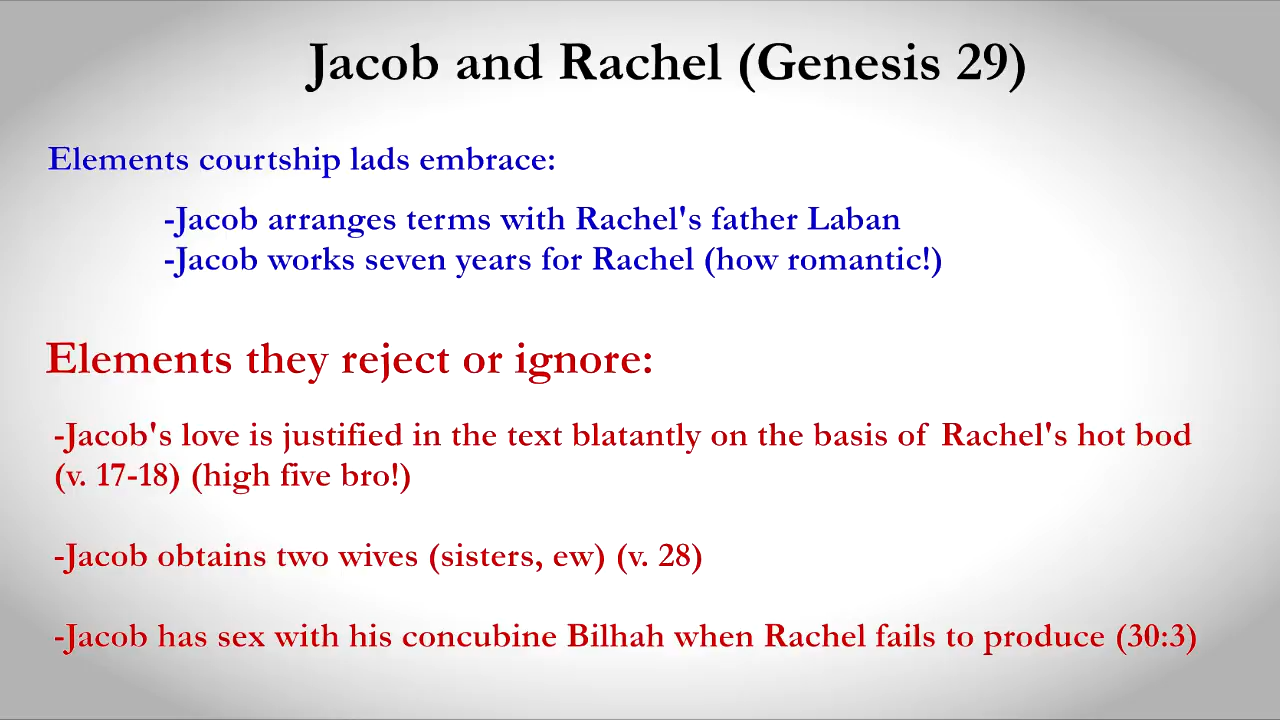 Jacob and Rachel (Genesis 29)
Elements courtship lads embrace:
-Jacob arranges terms with Rachel's father Laban
-Jacob works seven years for Rachel (how romantic!)
Elements they reject or ignore:
-Jacob's love is justified in the text blatantly on the basis of Rachel's hot bod
(v. 17-18) (high five bro!)
-Jacob obtains two wives (sisters, ew) (v. 28)
-Jacob has sex with his concubine Bilhah when Rachel fails to produce (30:3)